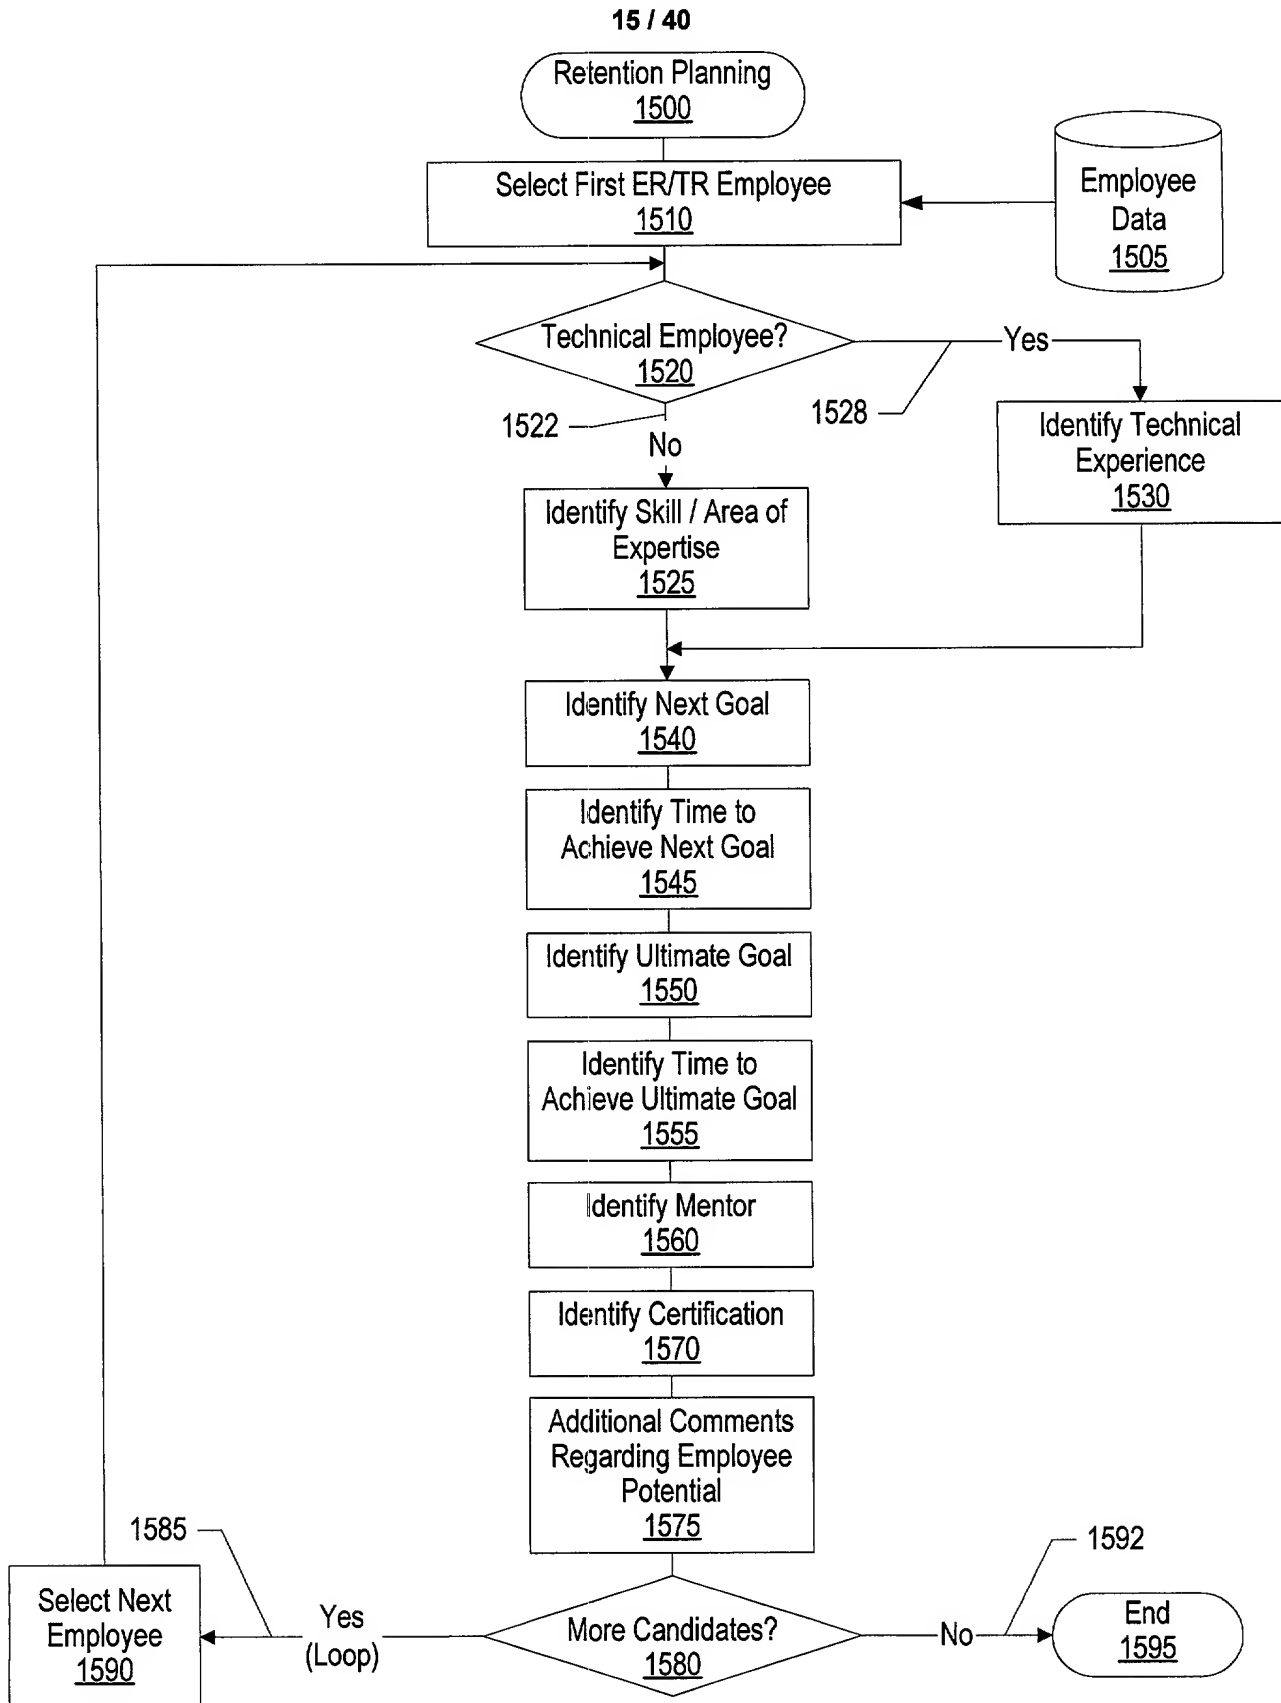 15 / 40
Retention Planning
1500
Select First ER/TR Employee
1510
Employee
Data
1505
Technical Employee?
1520
Yes
1528
1522
No
Identify Technical
Experience
1530
Identify Skill / Area of
Expertise
1525
Identify Next Goal
1540
Identify Time to
Achieve Next Goal
1545
Identify Ultimate Goal
1550
Identify Time to
Achieve Ultimate Goal
1555
Identify Mentor
1560
Identify Certification
1570
Additional Comments
Regarding Employee
Potential
1575
1585
1592
Select Next
Employee
1590
Yes
(Loop)
More Candidates?
1580
No
End
1595